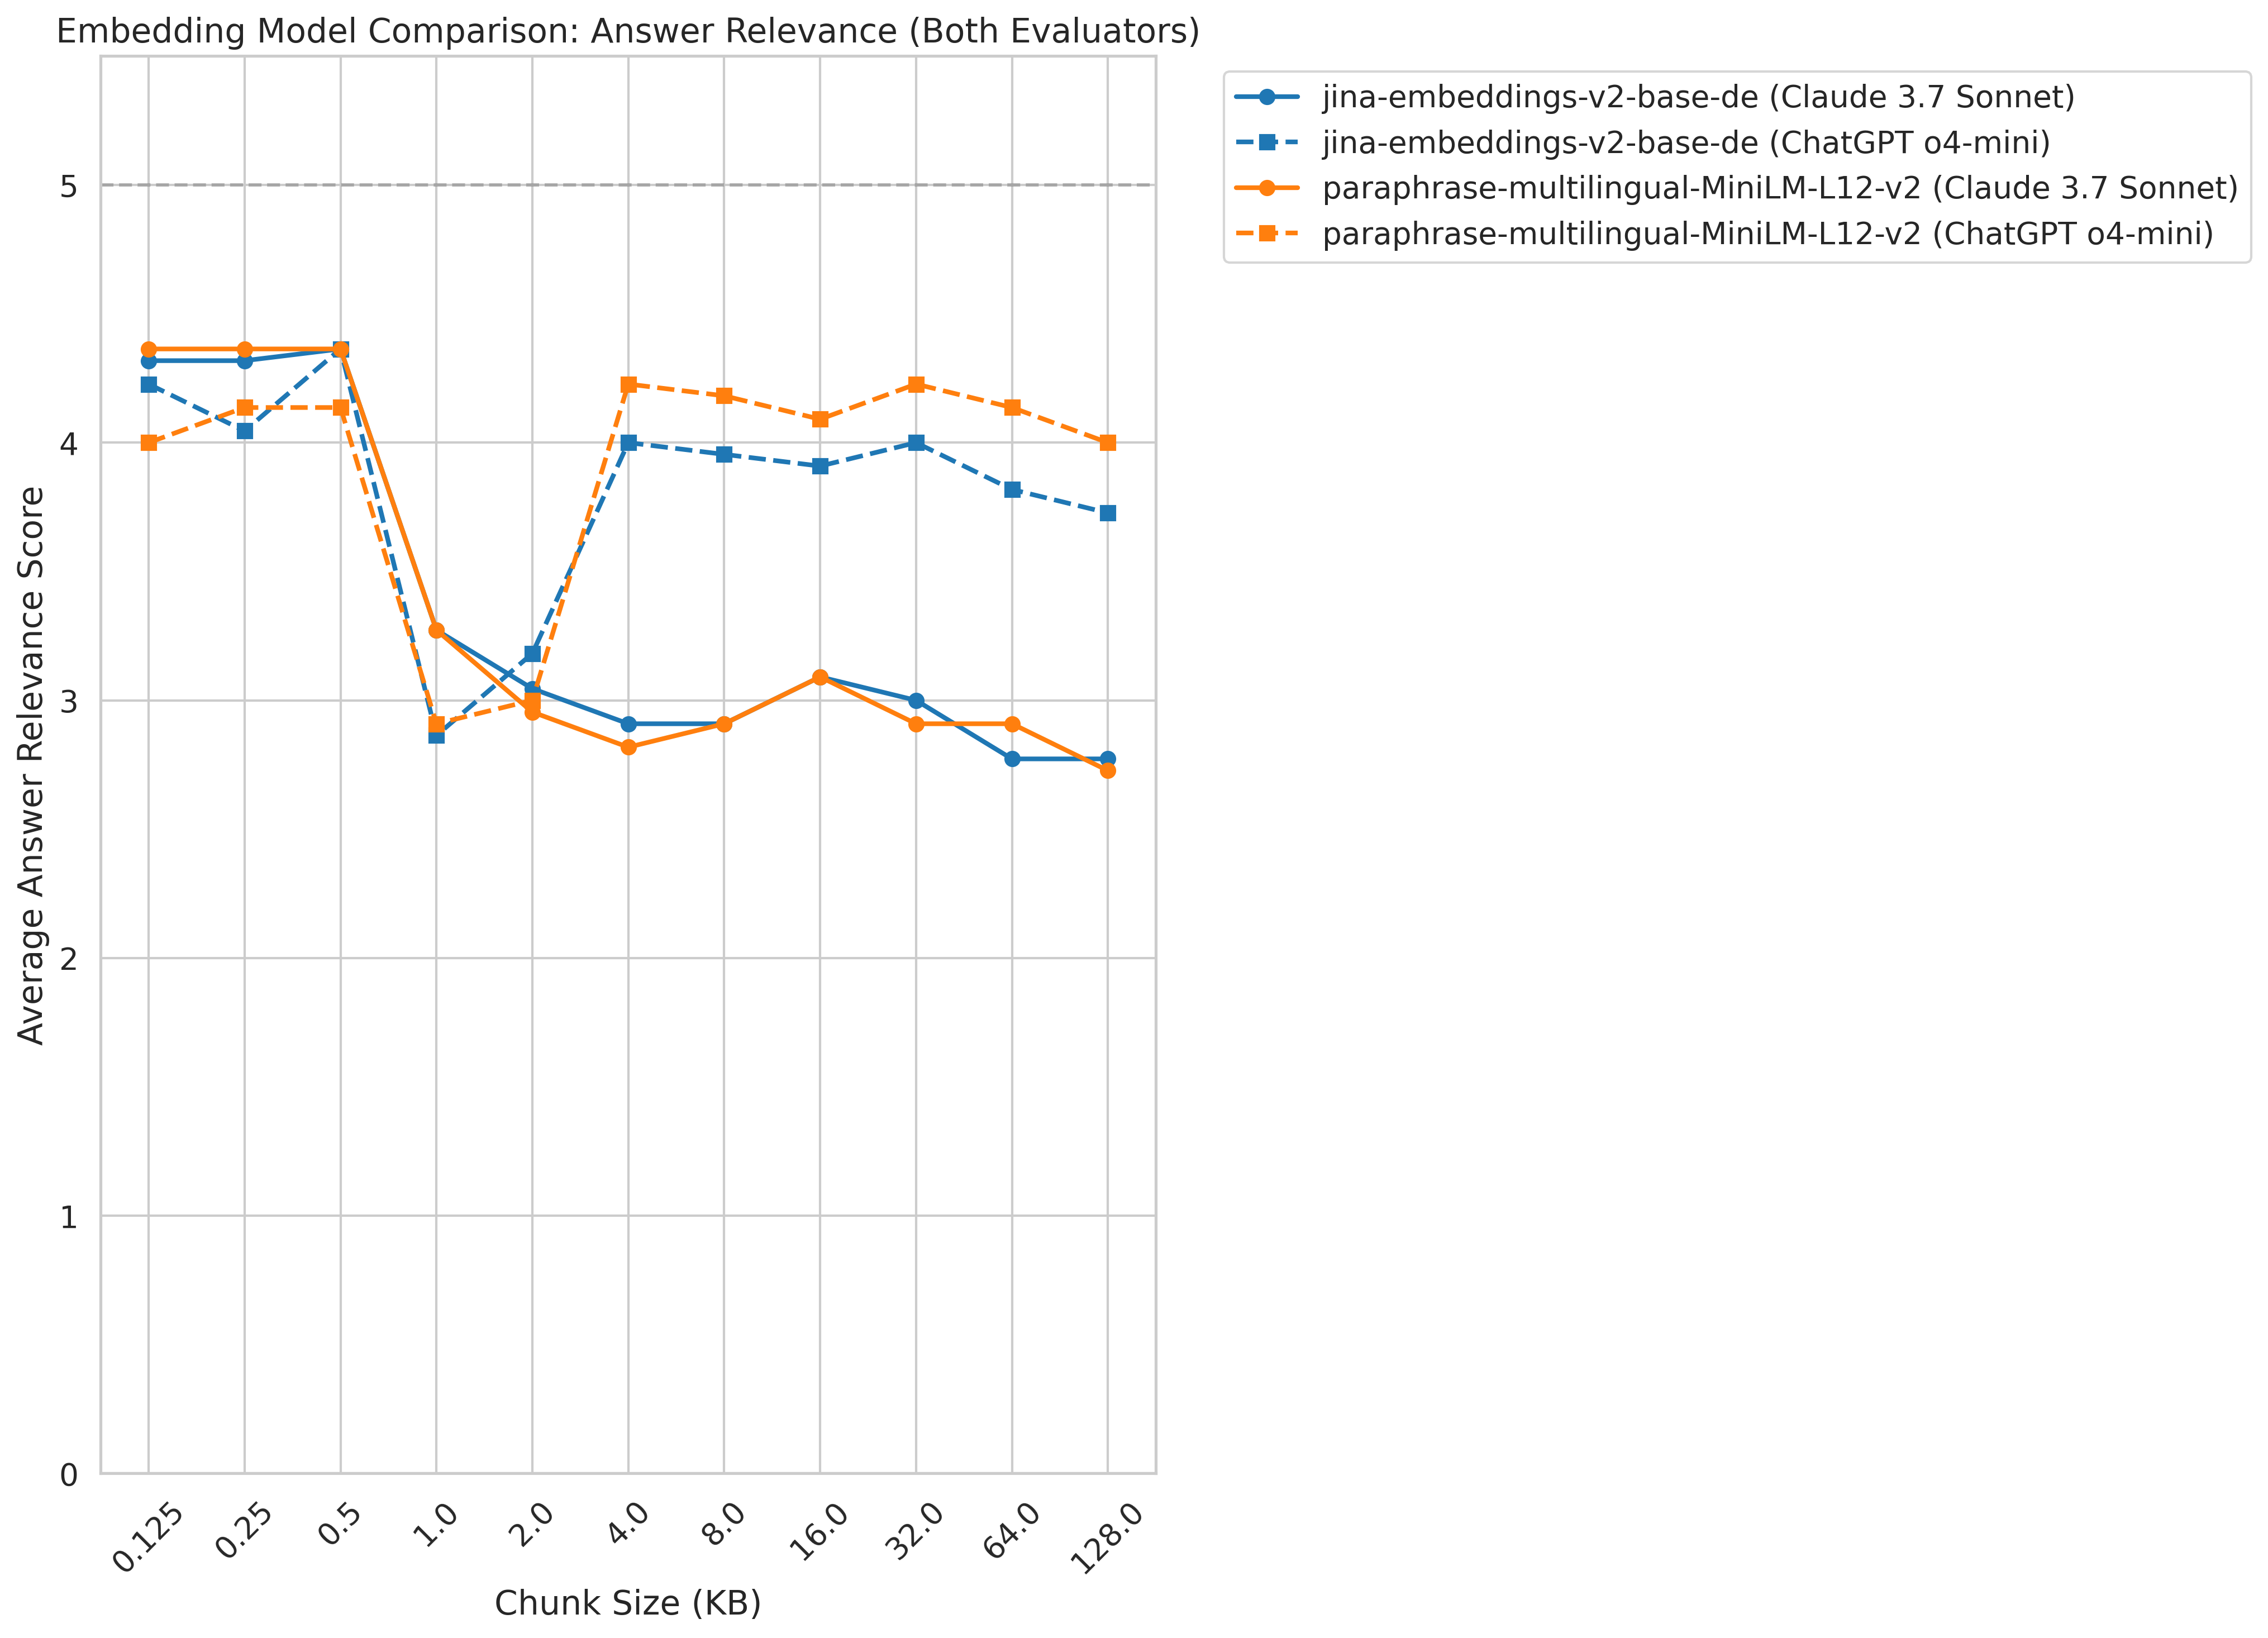 Embedding Model Comparison: Answer Relevance (Both Evaluators)
jina-embeddings-v2-base-de (Claude 3.7 Sonnet)
jina-embeddings-v2-base-de (ChatGPT o4-mini)
paraphrase-multilingual-MiniLM-L12-v2 (Claude 3.7 Sonnet)
paraphrase-multilingual-MiniLM-L12-v2 (ChatGPT o4-mini)
Average Answer Relevance Score
5
4
3
2
1
0
0.125
0.25
0.5
1.0
2.0
4.0
8.0
16.0
32.0
64.0
128.0
Chunk Size (KB)